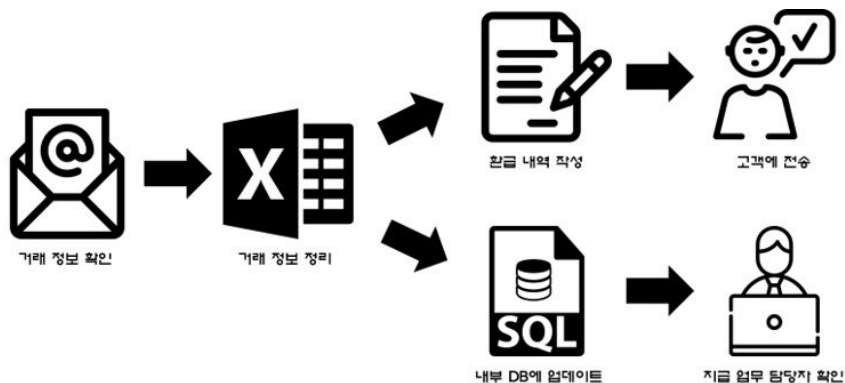 @
X
거래 정보 확인
거래 정보 정리
환급 내역 작성
고객에 전송
SQL
내부 DB에 업데이트
지급 업무 담당자 확인